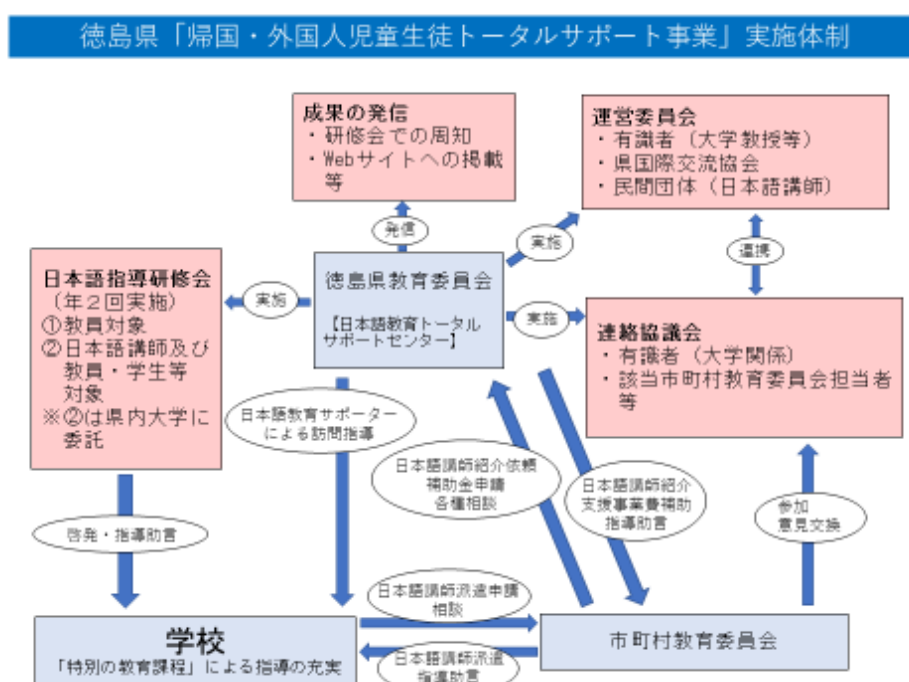 徳島県「帰国・外国人児童生徒トータルサポート事業」実施体制
成果の発信
・研修会での周知
・Webサイトへの掲載
等
運営委員会
・有識者（大学教授等）
・県国際交流協会
・民間団体（日本語講師）
発信
実施
連携
日本語指導研修会
（年２回実施）
①教員対象
②日本語講師及び
教員・学生等
対象
※②は県内大学に
委託
実施
徳島県教育委員会
【日本語教育トータル
サポートセンター】
実施
連絡協議会
・有識者（大学関係）
・該当市町村教育委員会担当者
等
日本語教育サポーター
による訪問指導
日本語講師紹介依頼
補助金申請
各種相談
日本語講師紹介
支援事業費補助
指導助言
参加
意見交換
啓発・指導助言
日本語講師派遣申請
相談
学校
「特別の教育課程」による指導の充実
日本語講師派遣
指導助言
市町村教育委員会